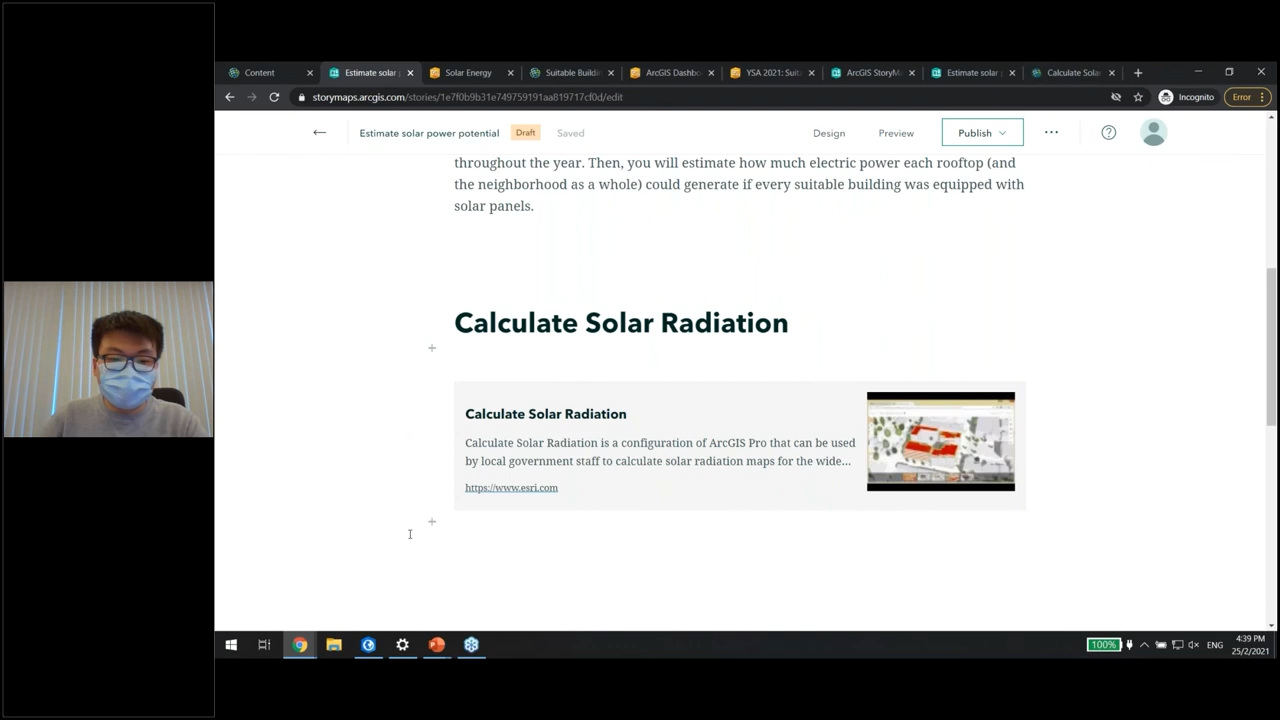 Content
Estimate solar
Solar Energy
Suitable Buildin
ArcGIS Dashbo
YSA 2021: Suita
ArcGIS StoryMa
Estimate solar
Calculate Solar
storymaps.arcgis.com/stories/1e7f0b9b31e749759191aa819717cf0d/edit
Incognito
Error
Estimate solar power potential
Draft
Saved
Design
Preview
Publish
throughout the year. Then, you will estimate how much electric power each rooftop (and
the neighborhood as a whole) could generate if every suitable building was equipped with
solar panels.
Calculate Solar Radiation
Calculate Solar Radiation
Calculate Solar Radiation is a configuration of ArcGIS Pro that can be used
by local government staff to calculate solar radiation maps for the wide...
https://www.esri.com
100%
ENG
4:39 PM
25/2/2021